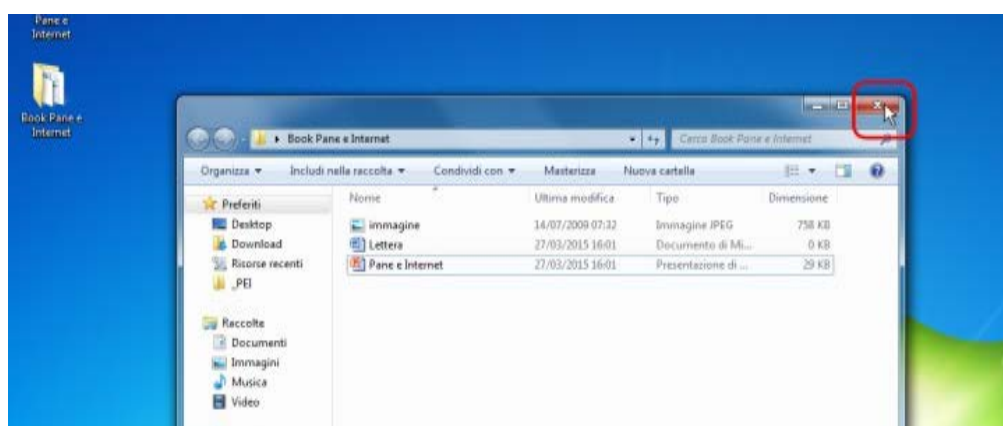 Pane e
Internet
Book Pane e
Internet
Book Pane e Internet
Cerca Book Pane e Internet
Organizza
Includi nella raccolta
Condividi con
Masterizza
Nuova cartella
Preferiti
Desktop
Download
Risorse recenti
_PEI
Raccolte
Documenti
Immagini
Musica
Video
Nome Ultima modifica Tipo Dimensione
immagine 14/07/2009 07:32 Immagine JPEG 758 KB
Lettera 27/03/2015 16:01 Documento di Mi... 0 KB
Pane e Internet 27/03/2015 16:01 Presentazione di ... 29 KB